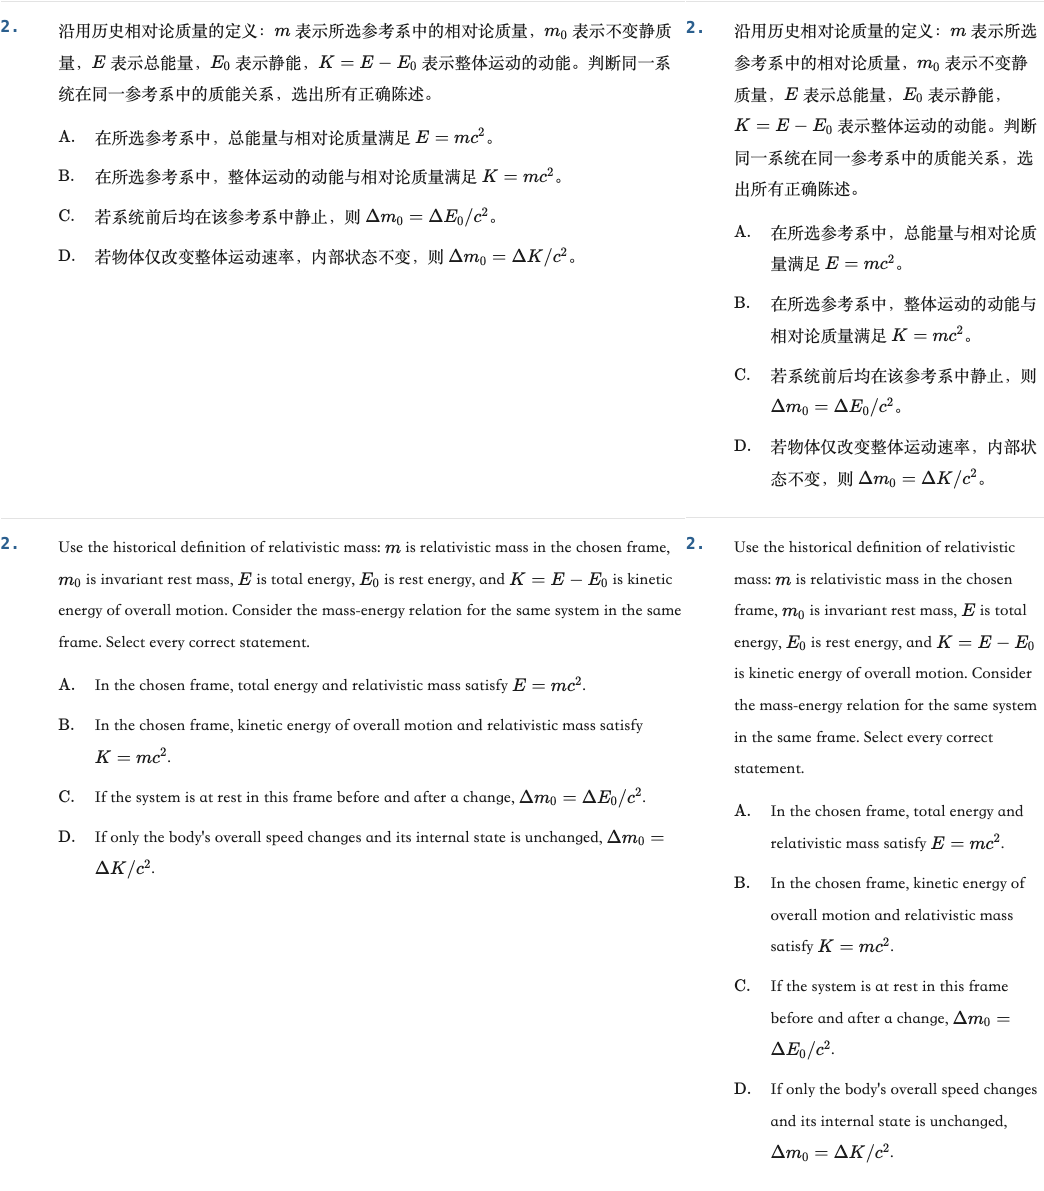 2. 沿用历史相对论质量的定义：m 表示所选参考系中的相对论质量，m₀ 表示不变静质
量，E 表示总能量，E₀ 表示静能，K = E − E₀ 表示整体运动的动能。判断同一系
统在同一参考系中的质能关系，选出所有正确陈述。
A. 在所选参考系中，总能量与相对论质量满足 E = mc²。
B. 在所选参考系中，整体运动的动能与相对论质量满足 K = mc²。
C. 若系统前后均在该参考系中静止，则 Δm₀ = ΔE₀/c²。
D. 若物体仅改变整体运动速率，内部状态不变，则 Δm₀ = ΔK/c²。
2. 沿用历史相对论质量的定义：m 表示所选
参考系中的相对论质量，m₀ 表示不变静
质量，E 表示总能量，E₀ 表示静能，
K = E − E₀ 表示整体运动的动能。判断
同一系统在同一参考系中的质能关系，选
出所有正确陈述。
A. 在所选参考系中，总能量与相对论质
量满足 E = mc²。
B. 在所选参考系中，整体运动的动能与
相对论质量满足 K = mc²。
C. 若系统前后均在该参考系中静止，则
Δm₀ = ΔE₀/c²。
D. 若物体仅改变整体运动速率，内部状
态不变，则 Δm₀ = ΔK/c²。
2. Use the historical definition of relativistic mass: m is relativistic mass in the chosen frame,
m₀ is invariant rest mass, E is total energy, E₀ is rest energy, and K = E − E₀ is kinetic
energy of overall motion. Consider the mass-energy relation for the same system in the same
frame. Select every correct statement.
A. In the chosen frame, total energy and relativistic mass satisfy E = mc².
B. In the chosen frame, kinetic energy of overall motion and relativistic mass satisfy
K = mc².
C. If the system is at rest in this frame before and after a change, Δm₀ = ΔE₀/c².
D. If only the body's overall speed changes and its internal state is unchanged, Δm₀ =
ΔK/c².
2. Use the historical definition of relativistic
mass: m is relativistic mass in the chosen
frame, m₀ is invariant rest mass, E is total
energy, E₀ is rest energy, and K = E − E₀
is kinetic energy of overall motion. Consider
the mass-energy relation for the same system
in the same frame. Select every correct
statement.
A. In the chosen frame, total energy and
relativistic mass satisfy E = mc².
B. In the chosen frame, kinetic energy of
overall motion and relativistic mass
satisfy K = mc².
C. If the system is at rest in this frame
before and after a change, Δm₀ =
ΔE₀/c².
D. If only the body's overall speed changes
and its internal state is unchanged,
Δm₀ = ΔK/c².